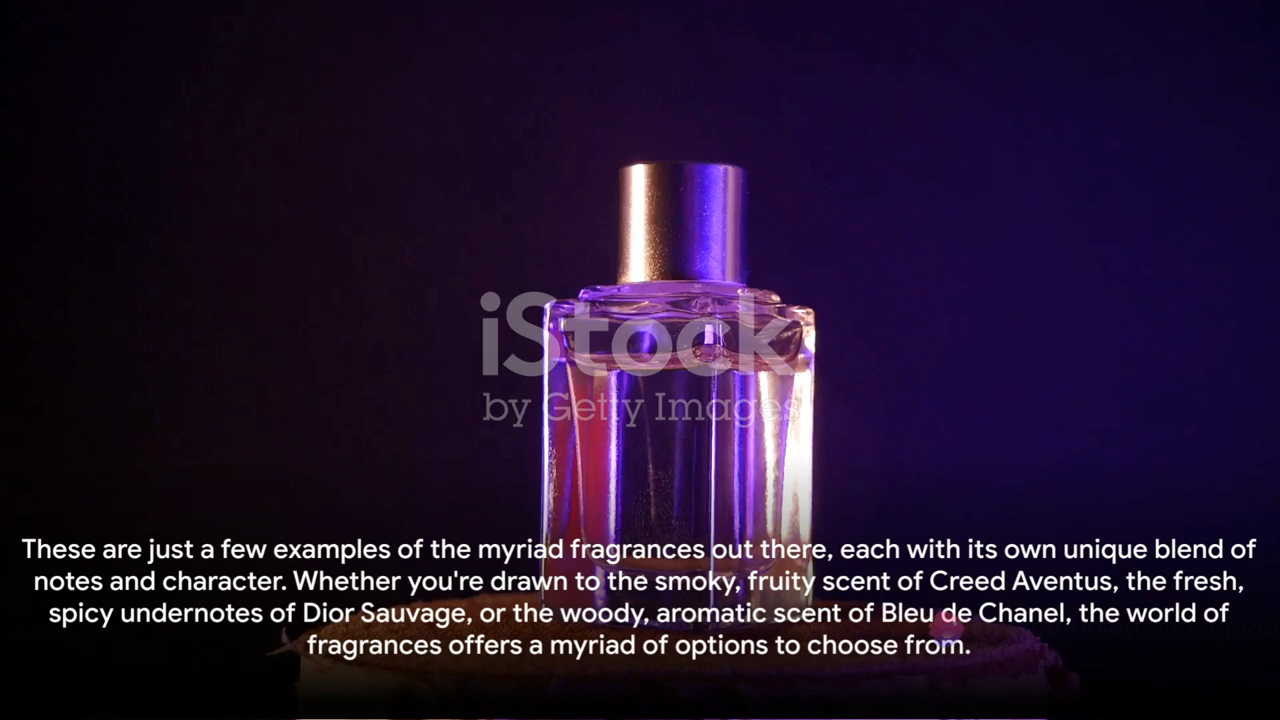 iStock
by Getty Images
These are just a few examples of the myriad fragrances out there, each with its own unique blend of
notes and character. Whether you're drawn to the smoky, fruity scent of Creed Aventus, the fresh,
spicy undernotes of Dior Sauvage, or the woody, aromatic scent of Bleu de Chanel, the world of
fragrances offers a myriad of options to choose from.